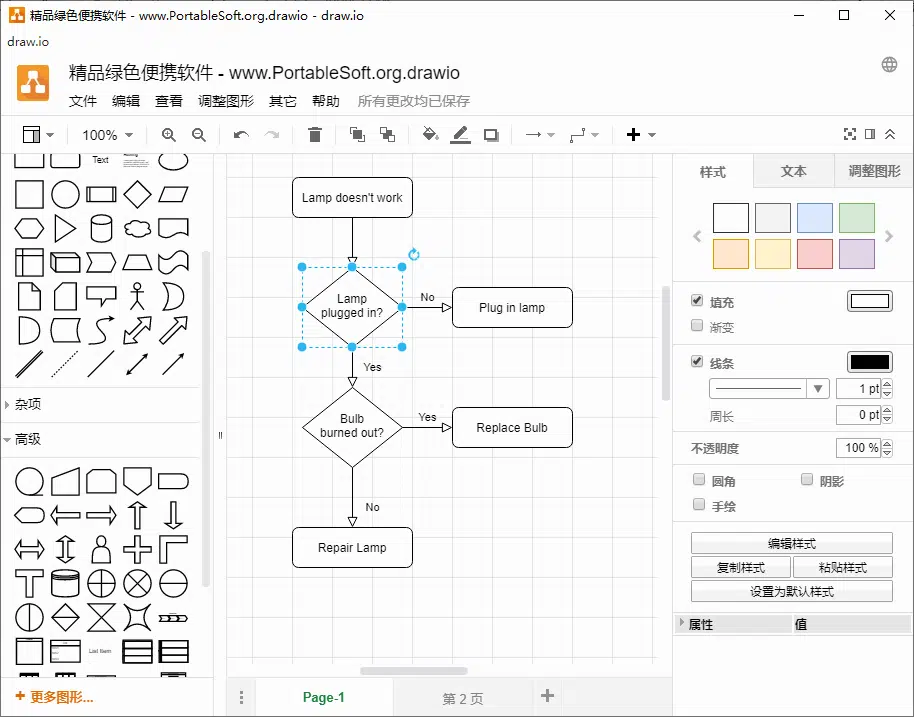 精品绿色便携软件 - www.PortableSoft.org.drawio - draw.io
draw.io
精品绿色便携软件 - www.PortableSoft.org.drawio
文件 编辑 查看 调整图形 其它 帮助 所有更改均已保存
100%
Text
杂项
高级
List Item
+ 更多图形...
Lamp doesn't work
Lamp
plugged in?
No
Plug in lamp
Yes
Bulb
burned out?
Yes
Replace Bulb
No
Repair Lamp
Page-1 第 2 页
样式 文本 调整图形
填充
渐变
线条
1 pt
周长 0 pt
不透明度 100 %
圆角 阴影
手绘
编辑样式
复制样式 粘贴样式
设置为默认样式
属性 值